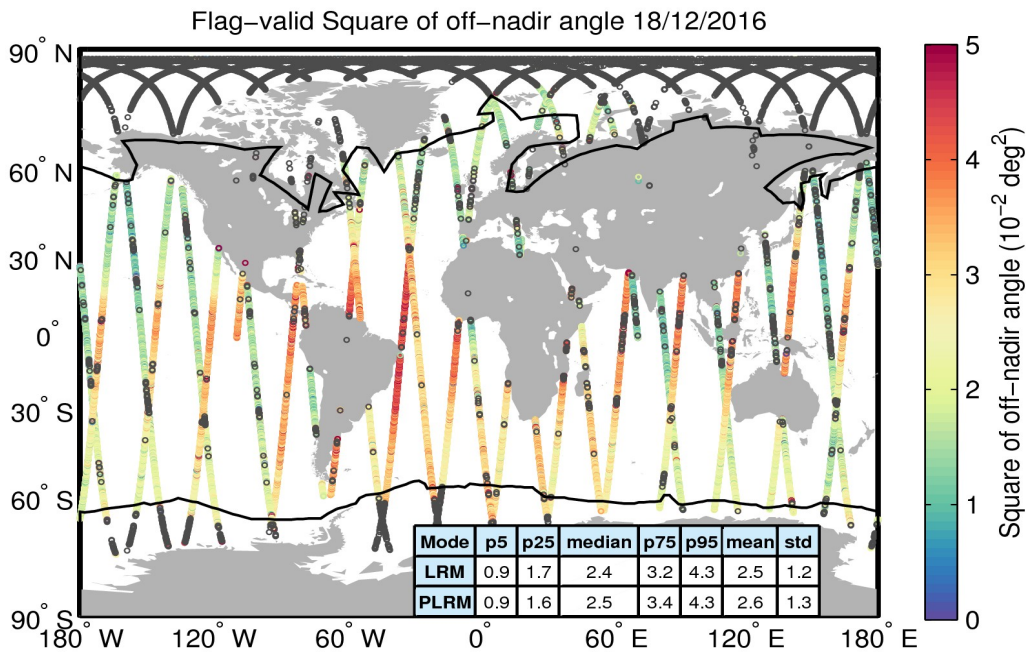 Flag−valid Square of off−nadir angle 18/12/2016
90° N
60° N
30° N
0°
30° S
60° S
90° S
180° W
120° W
60° W
0°
60° E
120° E
180° E
Mode p5 p25 median p75 p95 mean std
LRM 0.9 1.7 2.4 3.2 4.3 2.5 1.2
PLRM 0.9 1.6 2.5 3.4 4.3 2.6 1.3
5
4
3
2
1
0
Square of off−nadir angle (10⁻² deg²)